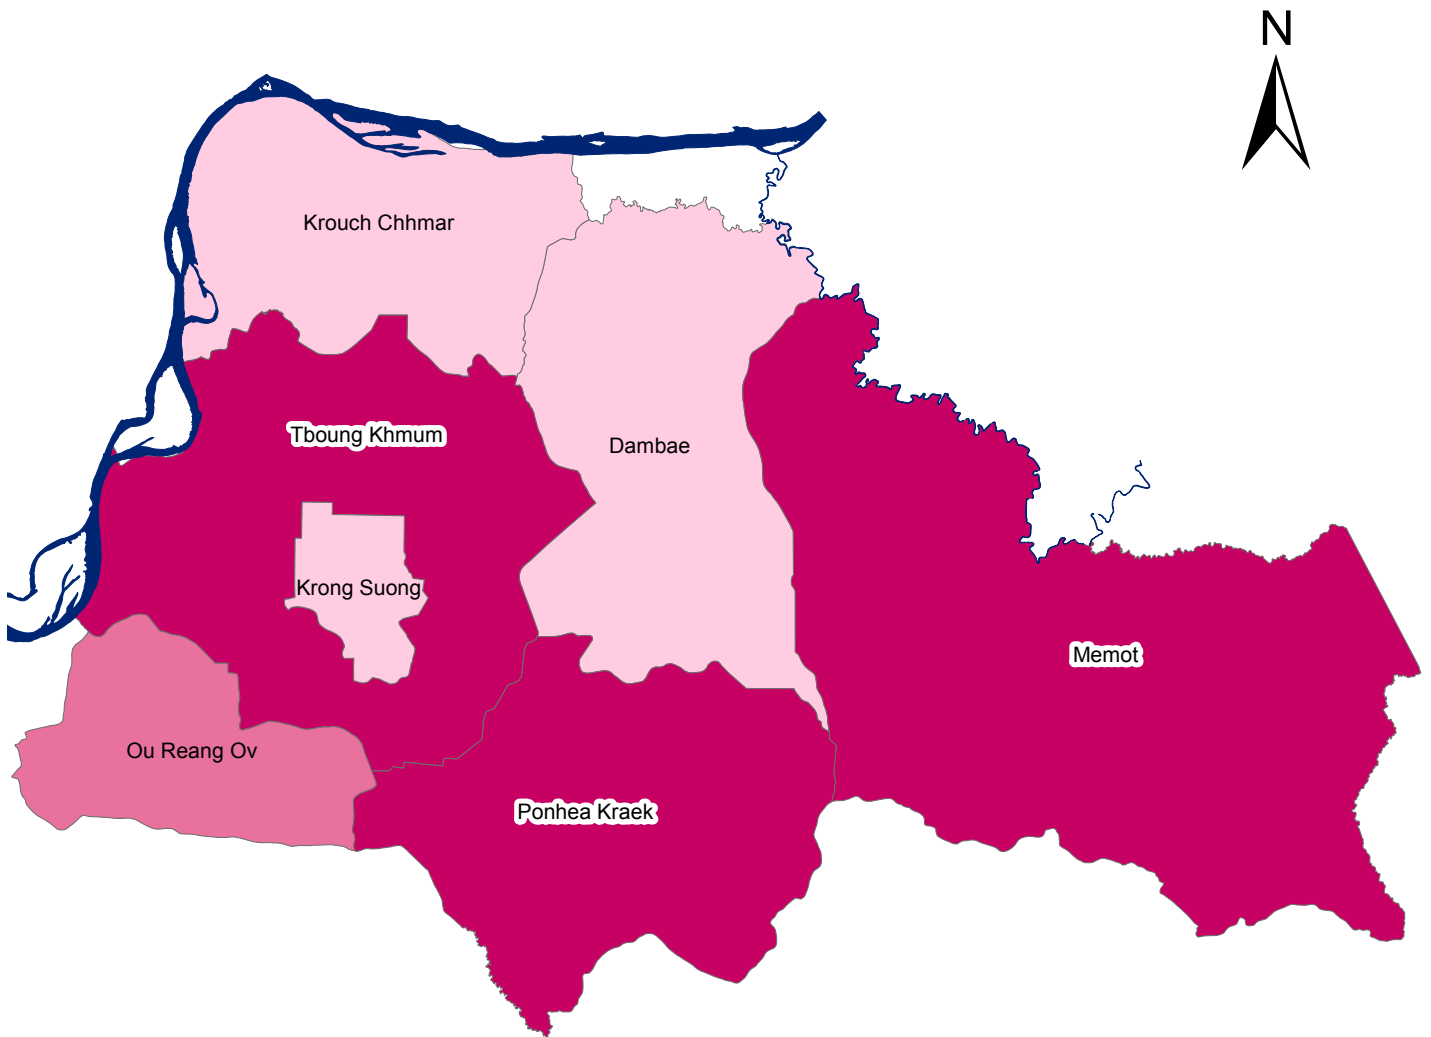 N
Krouch Chhmar
Tboung Khmum
Dambae
Krong Suong
Memot
Ou Reang Ov
Ponhea Kraek